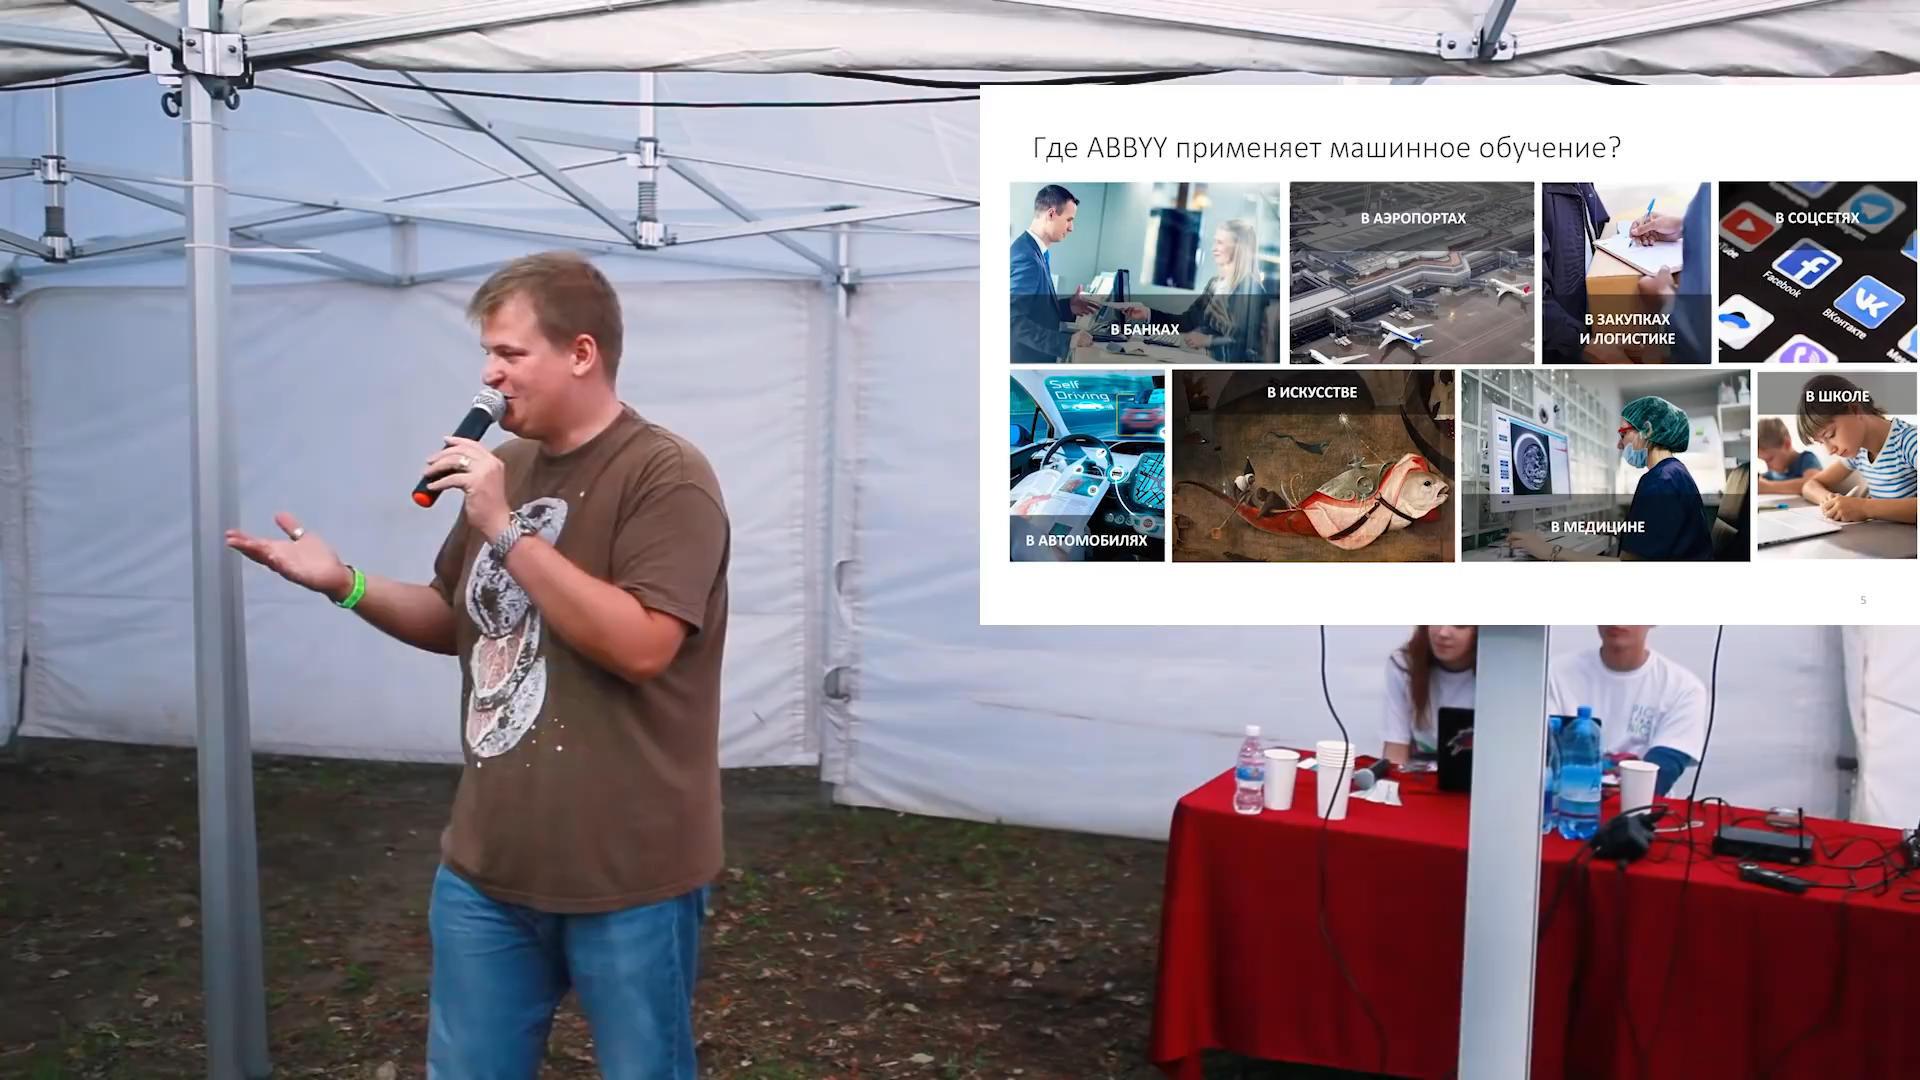 Где ABBYY применяет машинное обучение?
В БАНКАХ
В АЭРОПОРТАХ
В ЗАКУПКАХ
И ЛОГИСТИКЕ
В СОЦСЕТЯХ
Facebook
ВКонтакте
Self
Driving
В АВТОМОБИЛЯХ
В ИСКУССТВЕ
В МЕДИЦИНЕ
В ШКОЛЕ
5